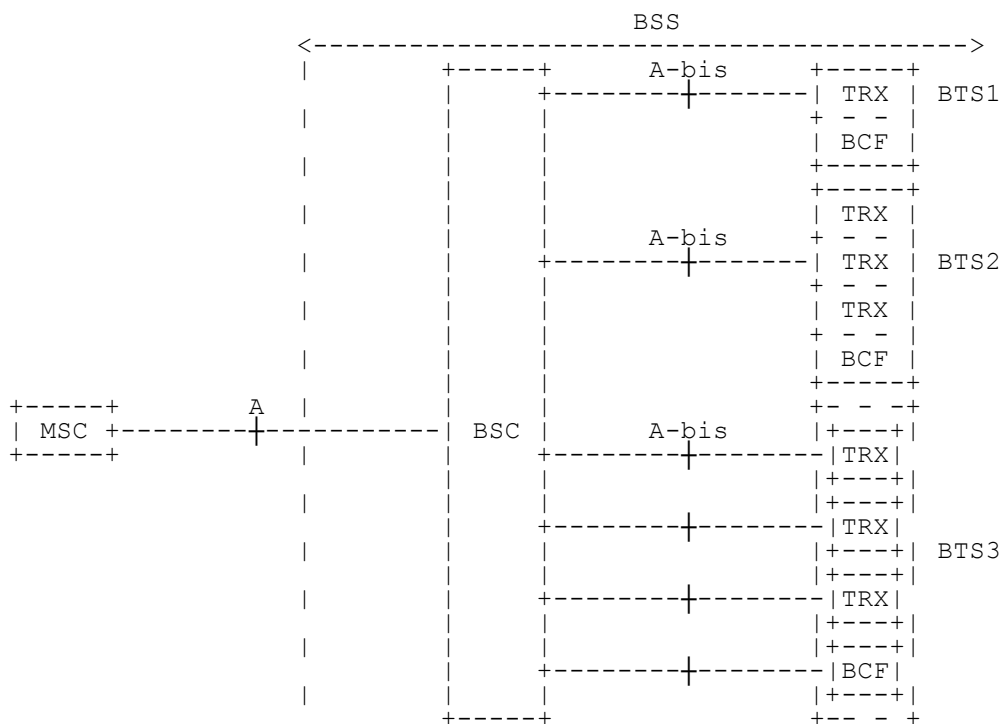 BSS
A-bis
TRX BTS1
BCF
TRX
A-bis
TRX BTS2
TRX
BCF
A
MSC BSC A-bis
TRX
TRX
BTS3
TRX
BCF